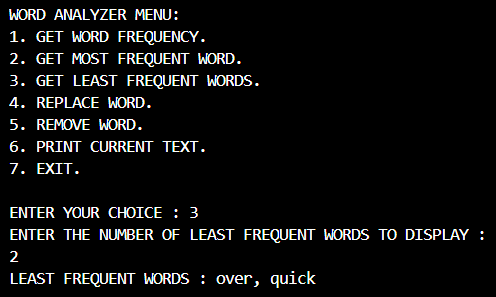 WORD ANALYZER MENU:
1. GET WORD FREQUENCY.
2. GET MOST FREQUENT WORD.
3. GET LEAST FREQUENT WORDS.
4. REPLACE WORD.
5. REMOVE WORD.
6. PRINT CURRENT TEXT.
7. EXIT.
ENTER YOUR CHOICE : 3
ENTER THE NUMBER OF LEAST FREQUENT WORDS TO DISPLAY :
2
LEAST FREQUENT WORDS : over, quick